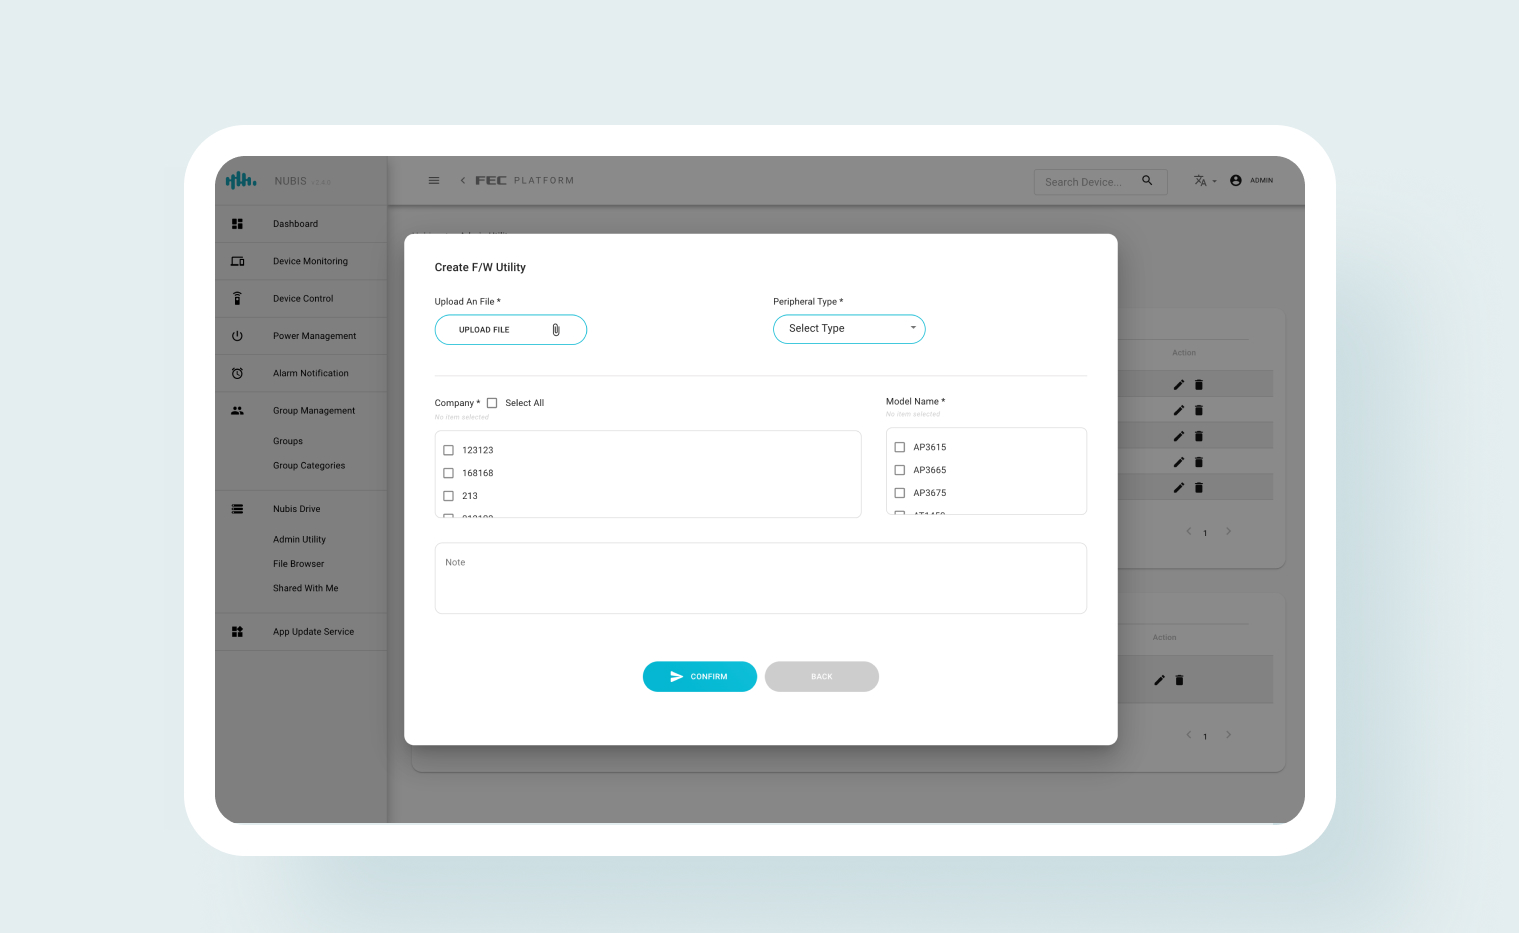 NUBIS
FEC PLATFORM
Search Device...
ADMIN
Dashboard
Device Monitoring
Device Control
Power Management
Alarm Notification
Group Management
Groups
Group Categories
Nubis Drive
Admin Utility
File Browser
Shared With Me
App Update Service
Create F/W Utility
Upload An File *
Peripheral Type *
UPLOAD FILE
Select Type
Company *
Select All
No item selected
123123
168168
213
Model Name *
No item selected
AP3615
AP3665
AP3675
Note
CONFIRM
BACK
Action
1
Action
1